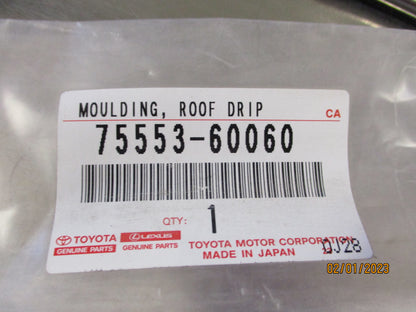 MOULDING, ROOF DRIP
CA
75553-60060
QTY: 1
TOYOTA LEXUS
GENUINE PARTS GENUINE PARTS
TOYOTA MOTOR CORPORATION
MADE IN JAPAN
DJ28
02/01/2023